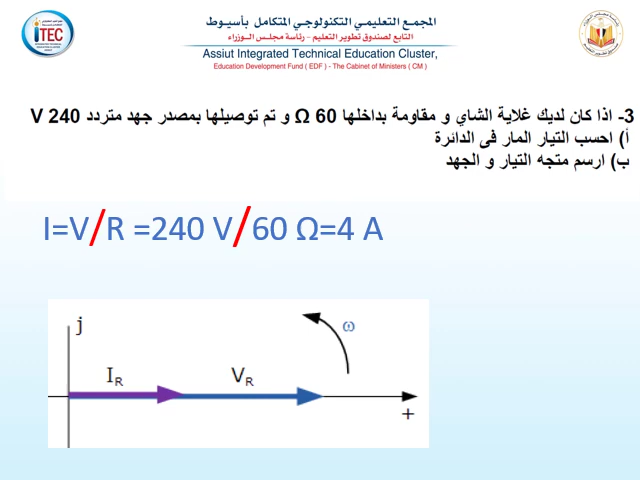 المجمع التعليمي التكنولوجي المتكامل بأسيوط
التابع لصندوق تطوير التعليم - رئاسة مجلس الوزراء
Assiut Integrated Technical Education Cluster,
Education Development Fund ( EDF ) - The Cabinet of Ministers ( CM )
iTEC
3- اذا كان لديك غلاية الشاي و مقاومة بداخلها 60 Ω و تم توصيلها بمصدر جهد متردد 240 V
أ) احسب التيار المار فى الدائرة
ب) ارسم متجه التيار و الجهد
I=V/R =240 V/60 Ω=4 A
j
ω
I_R
V_R
+